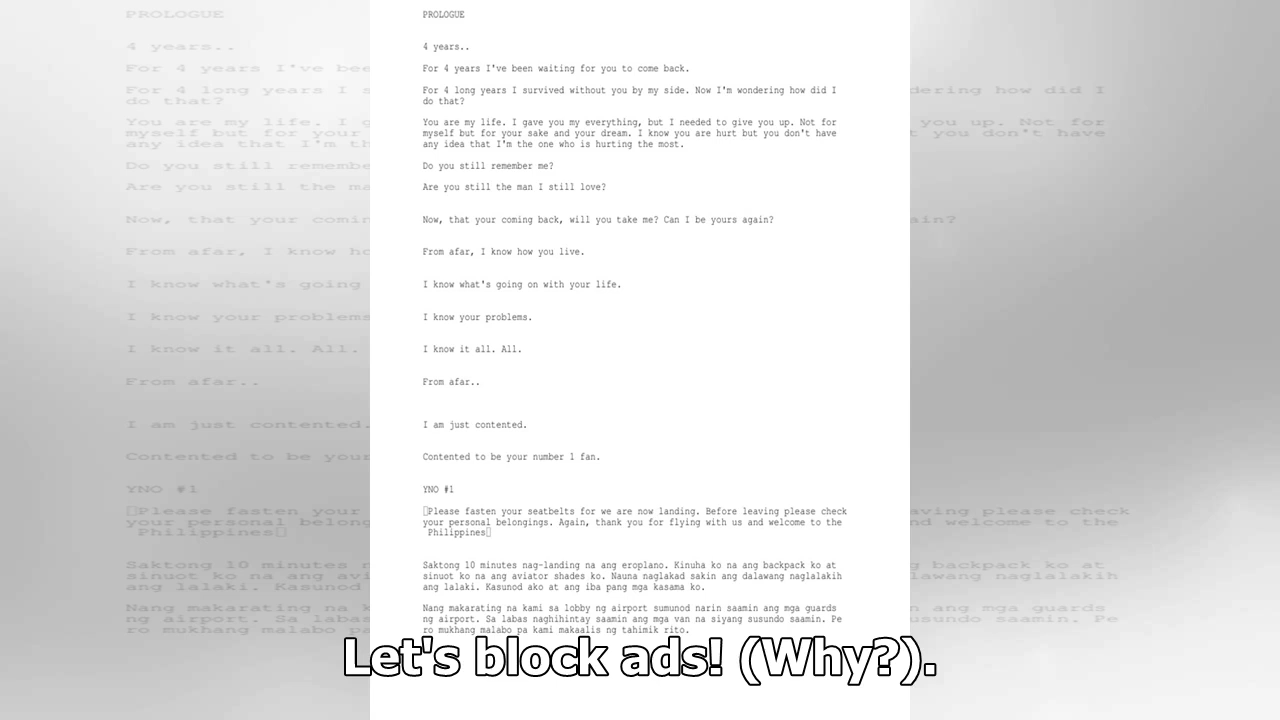 PROLOGUE
4 years..
For 4 years I've been waiting for you to come back.
For 4 long years I survived without you by my side. Now I'm wondering how did I
do that?
You are my life. I gave you my everything, but I needed to give you up. Not for
myself but for your sake and your dream. I know you are hurt but you don't have
any idea that I'm the one who is hurting the most.
Do you still remember me?
Are you still the man I still love?
Now, that your coming back, will you take me? Can I be yours again?
From afar, I know how you live.
I know what's going on with your life.
I know your problems.
I know it all. All.
From afar..
I am just contented.
Contented to be your number 1 fan.
YNO #1
Please fasten your seatbelts for we are now landing. Before leaving please check
your personal belongings. Again, thank you for flying with us and welcome to the
Philippines
Saktong 10 minutes nag-landing na ang eroplano. Kinuha ko na ang backpack ko at
sinuot ko na ang aviator shades ko. Nauna naglakad sakin ang dalawang naglalakih
ang lalaki. Kasunod ako at ang iba pang mga kasama ko.
Nang makarating na kami sa lobby ng airport sumunod narin saamin ang mga guards
ng airport. Sa labas naghihintay saamin ang mga van na siyang susundo saamin. Pe
ro mukhang malabo pa kami makaalis ng tahimik rito.
Let's block ads! (Why?).